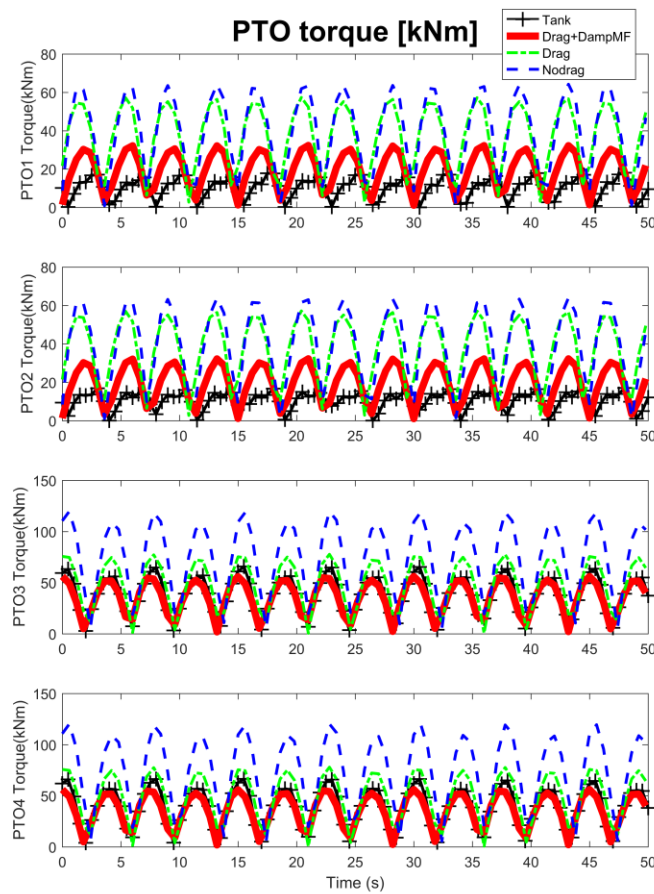 PTO torque [kNm]
Tank
Drag+DampMF
Drag
Nodrag
PTO1 Torque(kNm)
80
60
40
20
0
0 5 10 15 20 25 30 35 40 45 50
PTO2 Torque(kNm)
80
60
40
20
0
0 5 10 15 20 25 30 35 40 45 50
PTO3 Torque(kNm)
150
100
50
0
0 5 10 15 20 25 30 35 40 45 50
PTO4 Torque(kNm)
150
100
50
0
0 5 10 15 20 25 30 35 40 45 50
Time (s)